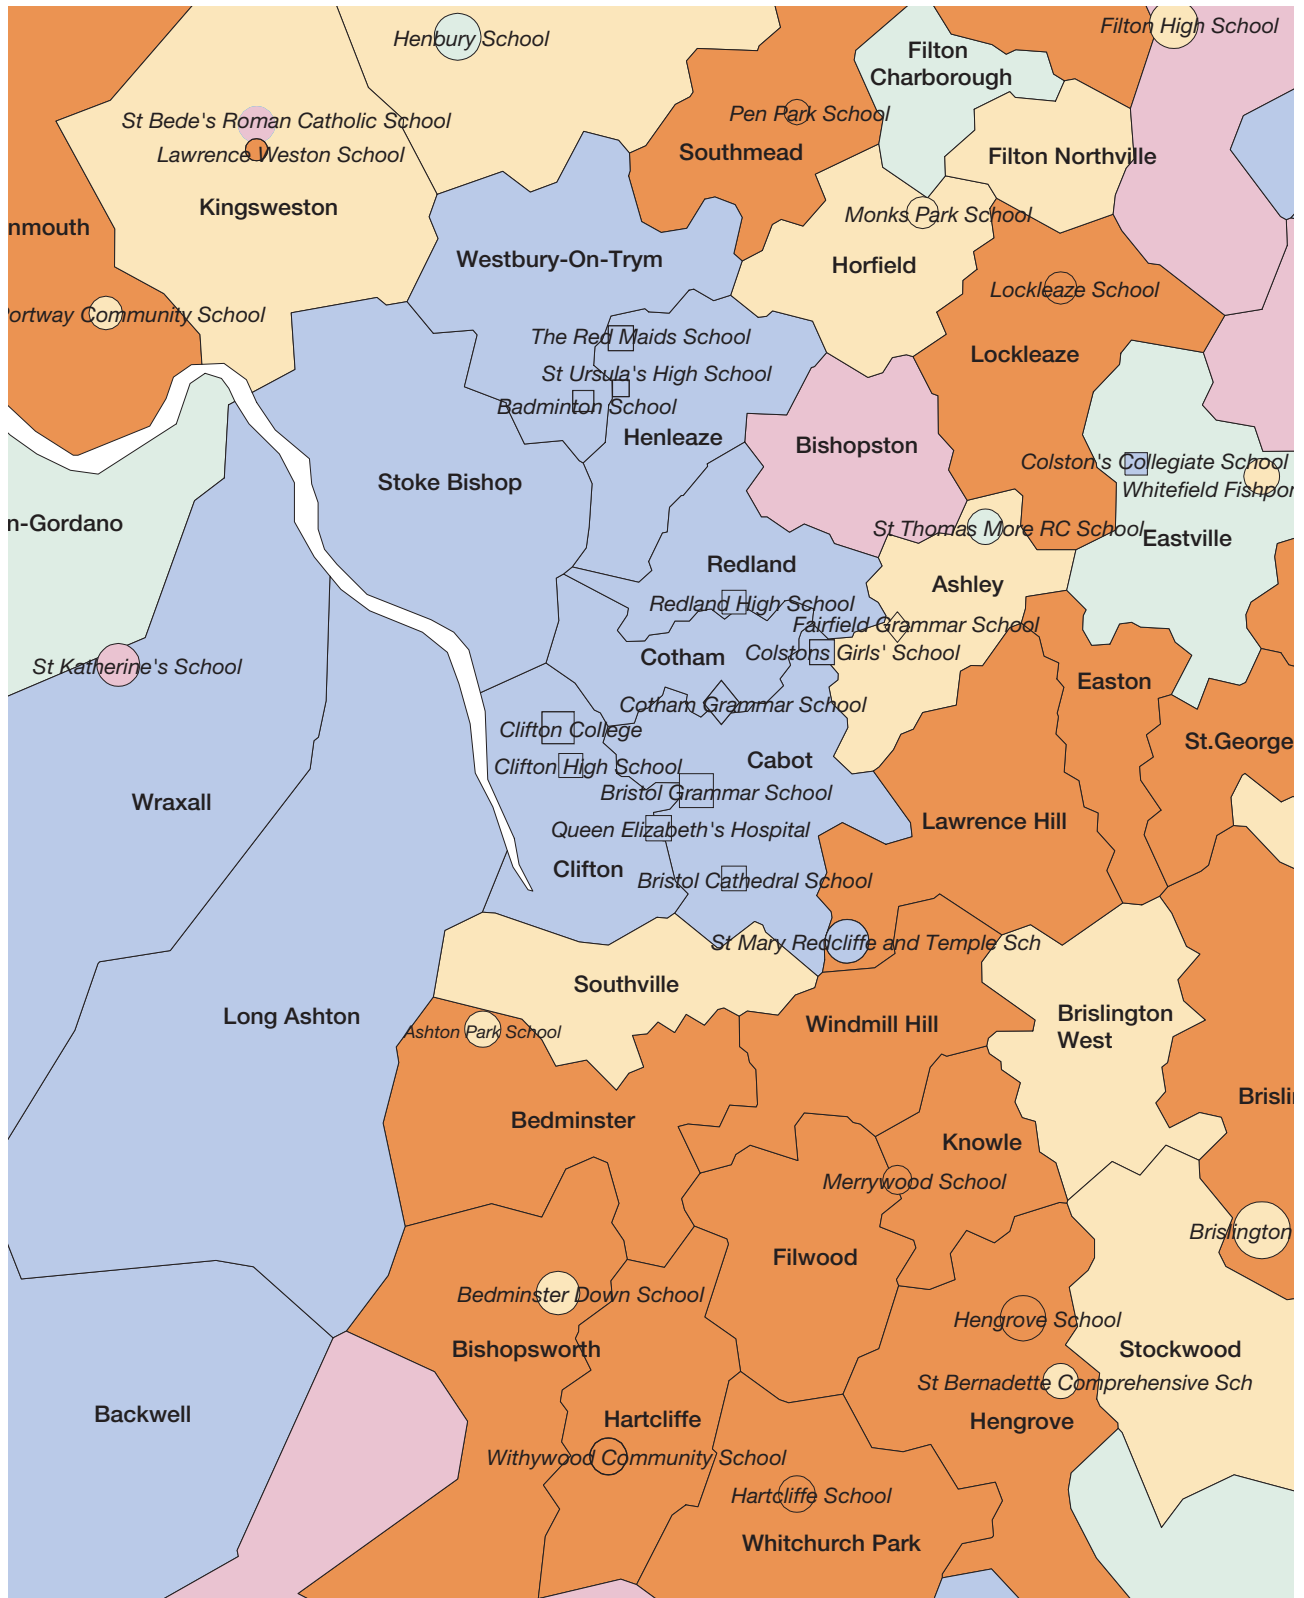 Filton High School
Henbury School
Filton
Charborough
Pen Park School
St Bede's Roman Catholic School
Lawrence Weston School
Southmead
Filton Northville
Kingsweston
Monks Park School
nmouth
Westbury-On-Trym
Horfield
Lockleaze School
ortway Community School
The Red Maids School
Lockleaze
St Ursula's High School
Badminton School
Henleaze
Bishopston
Colston's Collegiate School
Stoke Bishop
Whitefield Fishpor
n-Gordano
St Thomas More RC School
Eastville
Redland
Ashley
Redland High School
Fairfield Grammar School
Cotham
Colstons Girls' School
St Katherine's School
Easton
Cotham Grammar School
Clifton College
St.George
Cabot
Clifton High School
Bristol Grammar School
Wraxall
Lawrence Hill
Queen Elizabeth's Hospital
Clifton
Bristol Cathedral School
St Mary Redcliffe and Temple Sch
Southville
Long Ashton
Brislington
West
Windmill Hill
Ashton Park School
Brislin
Bedminster
Knowle
Merrywood School
Brislington
Filwood
Bedminster Down School
Hengrove School
Bishopsworth
Stockwood
St Bernadette Comprehensive Sch
Backwell
Hartcliffe
Hengrove
Withywood Community School
Hartcliffe School
Whitchurch Park